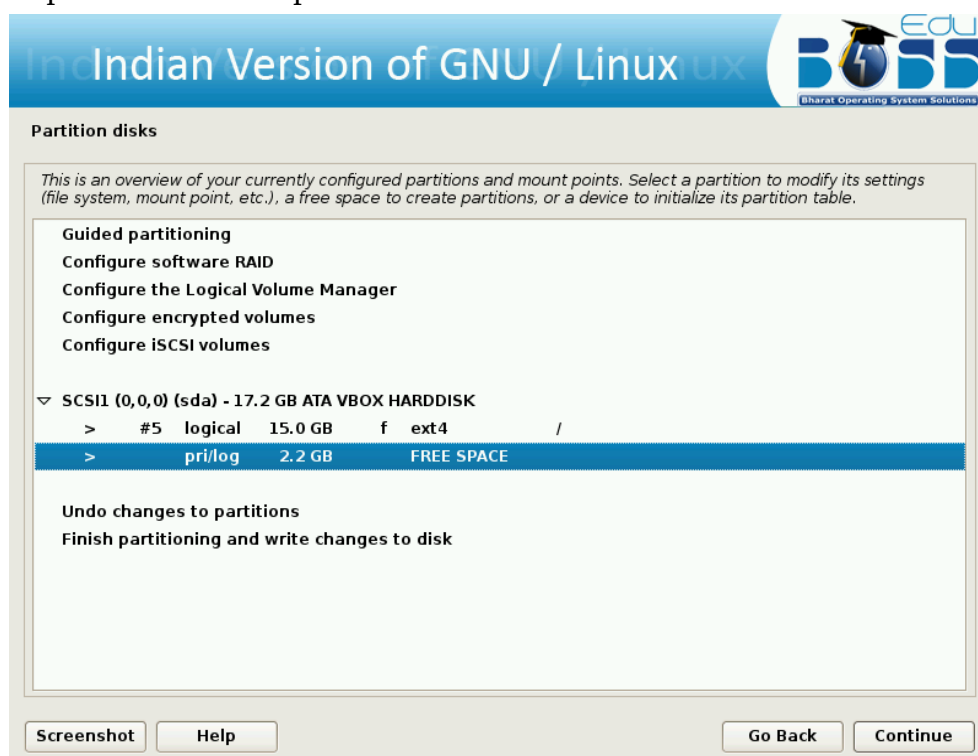 Indian Version of GNU / Linux
Edu
BOSS
Bharat Operating System Solutions
Partition disks
This is an overview of your currently configured partitions and mount points. Select a partition to modify its settings
(file system, mount point, etc.), a free space to create partitions, or a device to initialize its partition table.
Guided partitioning
Configure software RAID
Configure the Logical Volume Manager
Configure encrypted volumes
Configure iSCSI volumes
SCSI1 (0,0,0) (sda) - 17.2 GB ATA VBOX HARDDISK
> #5 logical 15.0 GB f ext4 /
> pri/log 2.2 GB FREE SPACE
Undo changes to partitions
Finish partitioning and write changes to disk
Screenshot Help Go Back Continue